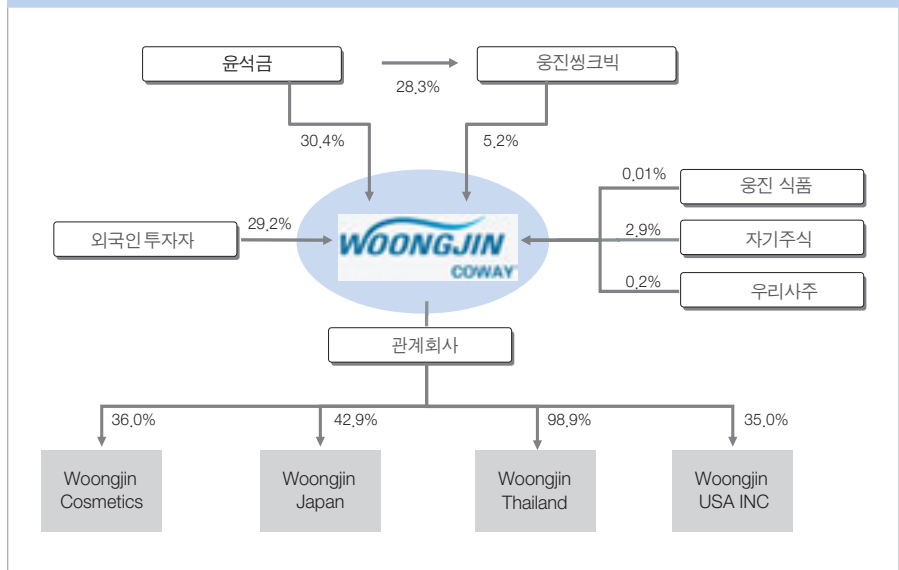 윤석금
웅진씽크빅
28.3%
30.4%
5.2%
0.01%
웅진 식품
외국인 투자자
29.2%
WOONGJIN
COWAY
2.9%
자기주식
0.2%
우리사주
관계회사
36.0%
42.9%
98.9%
35.0%
Woongjin
Cosmetics
Woongjin
Japan
Woongjin
Thailand
Woongjin
USA INC